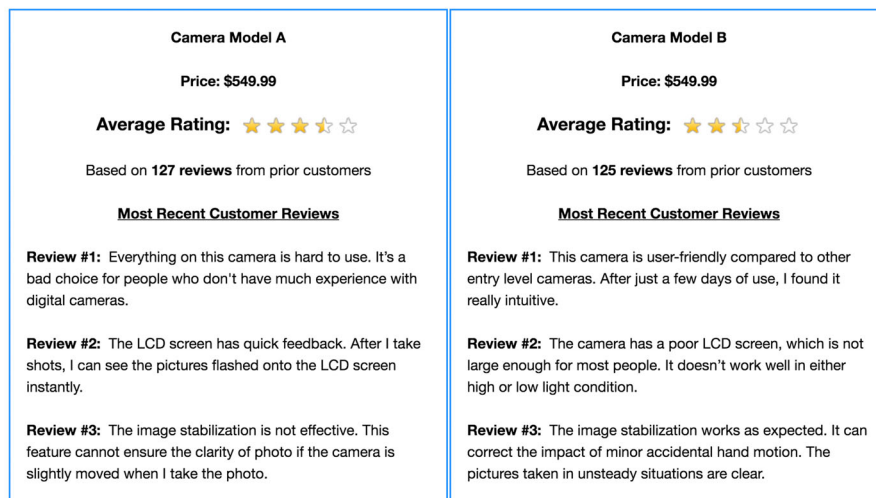 Camera Model A
Price: $549.99
Average Rating:
Based on 127 reviews from prior customers
Most Recent Customer Reviews
Review #1:  Everything on this camera is hard to use. It’s a
bad choice for people who don't have much experience with
digital cameras.
Review #2:  The LCD screen has quick feedback. After I take
shots, I can see the pictures flashed onto the LCD screen
instantly.
Review #3:  The image stabilization is not effective. This
feature cannot ensure the clarity of photo if the camera is
slightly moved when I take the photo.
Camera Model B
Price: $549.99
Average Rating:
Based on 125 reviews from prior customers
Most Recent Customer Reviews
Review #1:  This camera is user-friendly compared to other
entry level cameras. After just a few days of use, I found it
really intuitive.
Review #2:  The camera has a poor LCD screen, which is not
large enough for most people. It doesn’t work well in either
high or low light condition.
Review #3:  The image stabilization works as expected. It can
correct the impact of minor accidental hand motion. The
pictures taken in unsteady situations are clear.